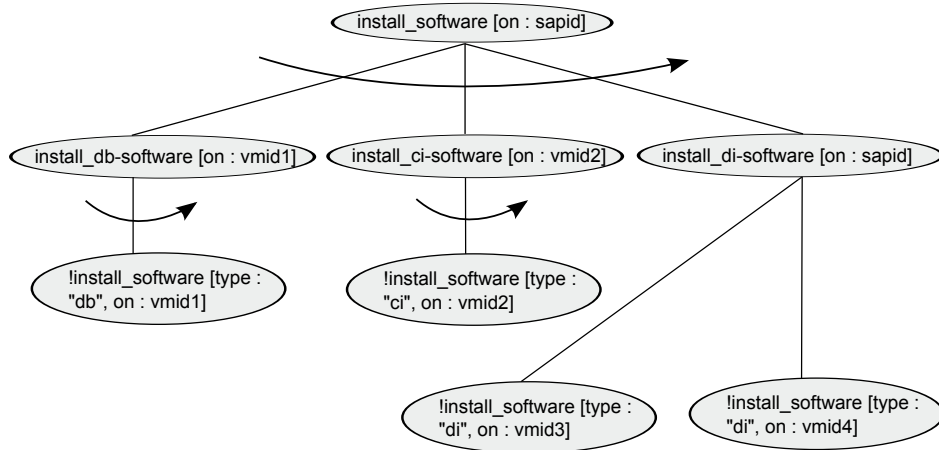 install_software [on : sapid]
install_db-software [on : vmid1]
install_ci-software [on : vmid2]
install_di-software [on : sapid]
!install_software [type :
"db", on : vmid1]
!install_software [type :
"ci", on : vmid2]
!install_software [type :
"di", on : vmid3]
!install_software [type :
"di", on : vmid4]